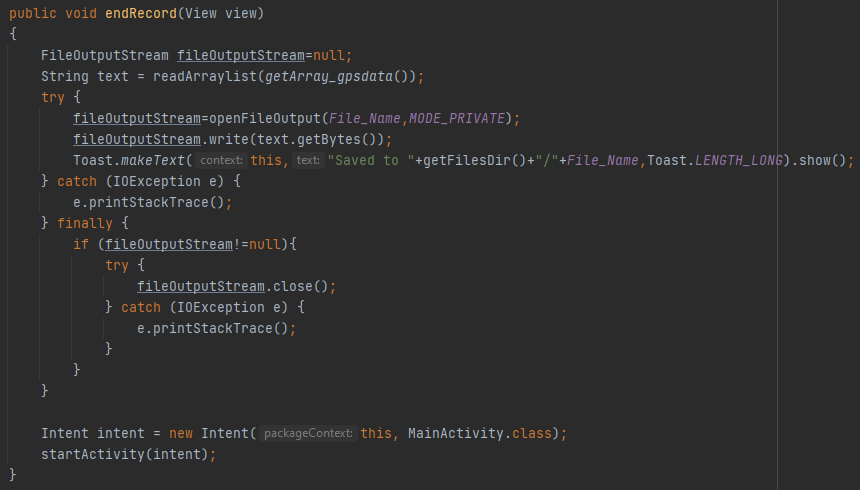 public void endRecord(View view)
{
    FileOutputStream fileOutputStream=null;
    String text = readArraylist(getArray_gpsdata());
    try {
        fileOutputStream=openFileOutput(File_Name,MODE_PRIVATE);
        fileOutputStream.write(text.getBytes());
        Toast.makeText( context: this, text: "Saved to "+getFilesDir()+"/"+File_Name,Toast.LENGTH_LONG).show();
    } catch (IOException e) {
        e.printStackTrace();
    } finally {
        if (fileOutputStream!=null){
            try {
                fileOutputStream.close();
            } catch (IOException e) {
                e.printStackTrace();
            }
        }
    }
    Intent intent = new Intent( packageContext: this, MainActivity.class);
    startActivity(intent);
}